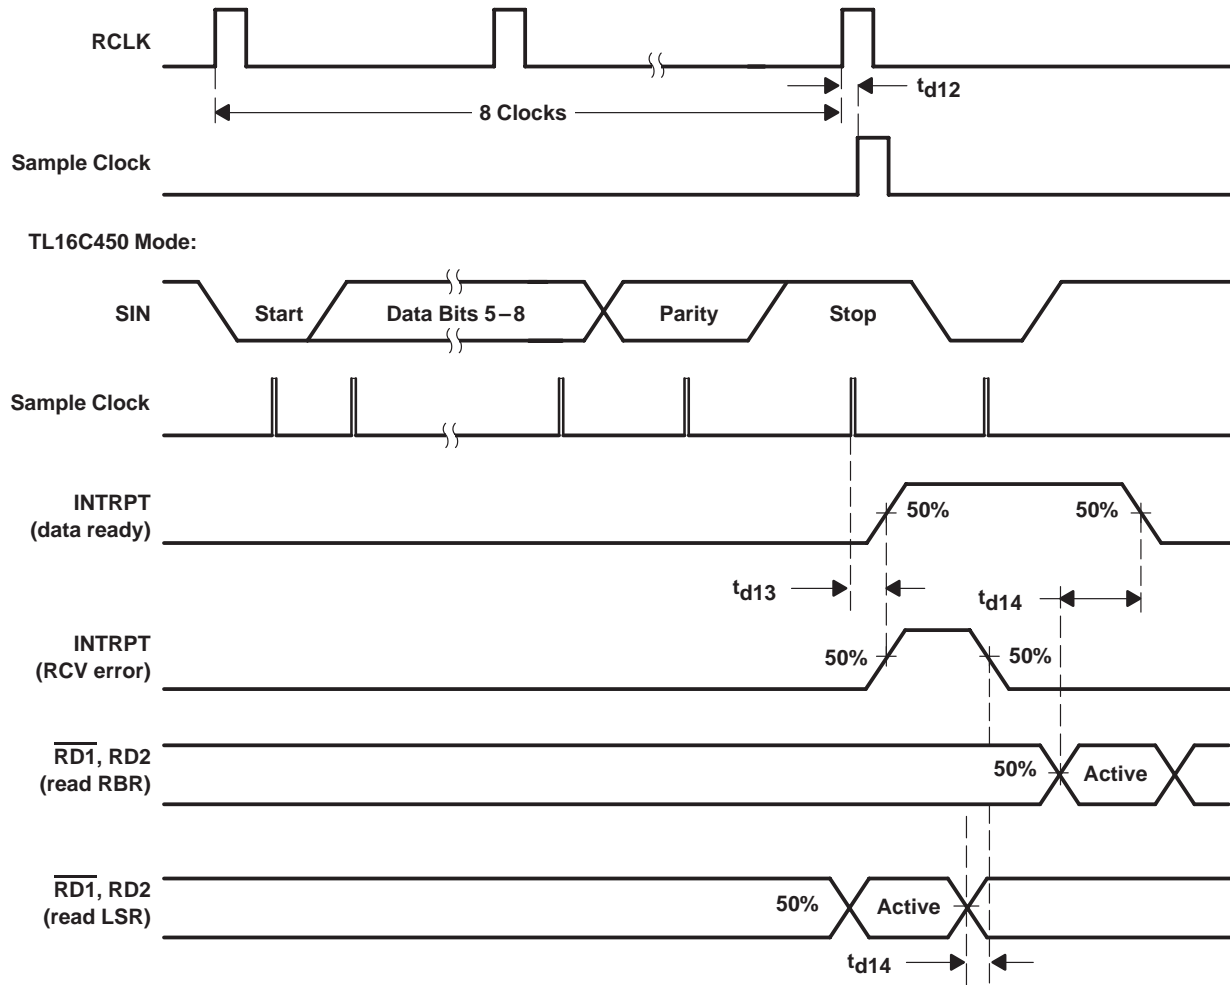 RCLK
td12
8 Clocks
Sample Clock
TL16C450 Mode:
SIN
Start
Data Bits 5–8
Parity
Stop
Sample Clock
INTRPT
(data ready)
50%
50%
td13
td14
INTRPT
(RCV error)
50%
50%
RD1, RD2
(read RBR)
50%
Active
RD1, RD2
(read LSR)
50%
Active
td14